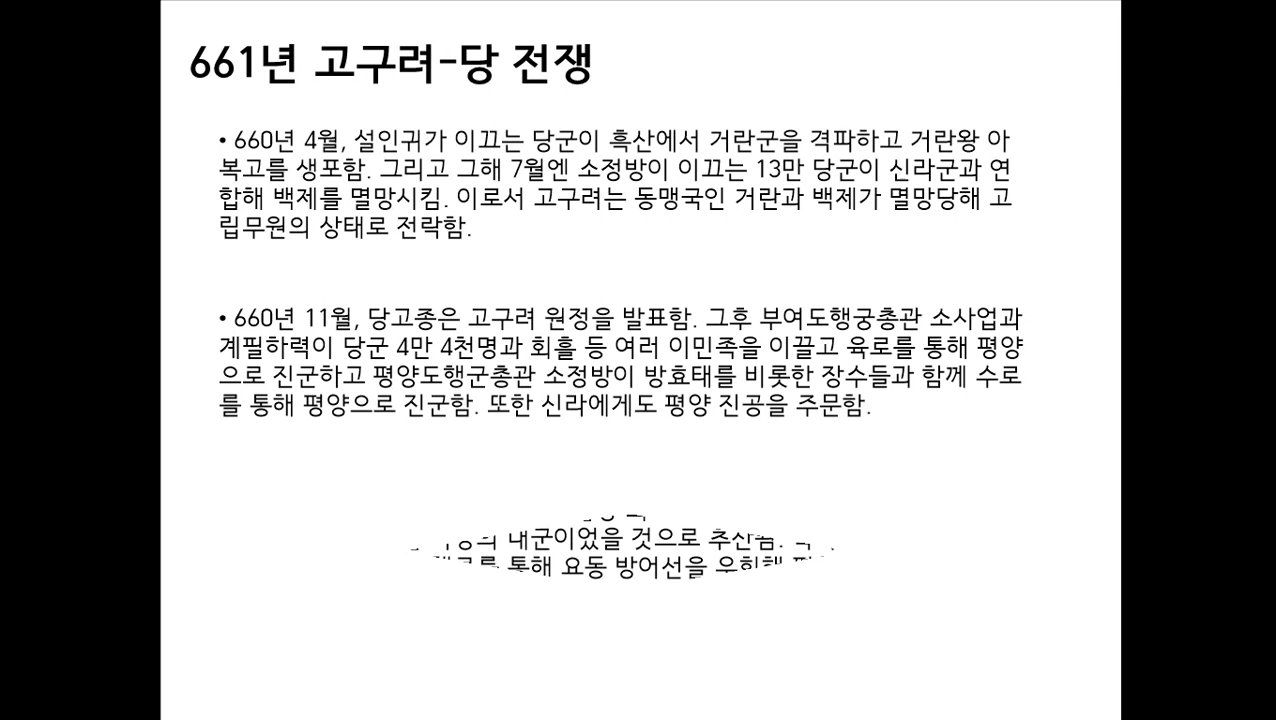 661년 고구려-당 전쟁
• 660년 4월, 설인귀가 이끄는 당군이 흑산에서 거란군을 격파하고 거란왕 아
복고를 생포함. 그리고 그해 7월엔 소정방이 이끄는 13만 당군이 신라군과 연
합해 백제를 멸망시킴. 이로서 고구려는 동맹국인 거란과 백제가 멸망당해 고
립무원의 상태로 전락함.
• 660년 11월, 당고종은 고구려 원정을 발표함. 그후 부여도행궁총관 소사업과
계필하력이 당군 4만 4천명과 회흘 등 여러 이민족을 이끌고 육로를 통해 평양
으로 진군하고 평양도행군총관 소정방이 방효태를 비롯한 장수들과 함께 수로
를 통해 평양으로 진군함. 또한 신라에게도 평양 진공을 주문함.
대군이었을 것으로 추산됨.
통해 요동 방어선을 우회해